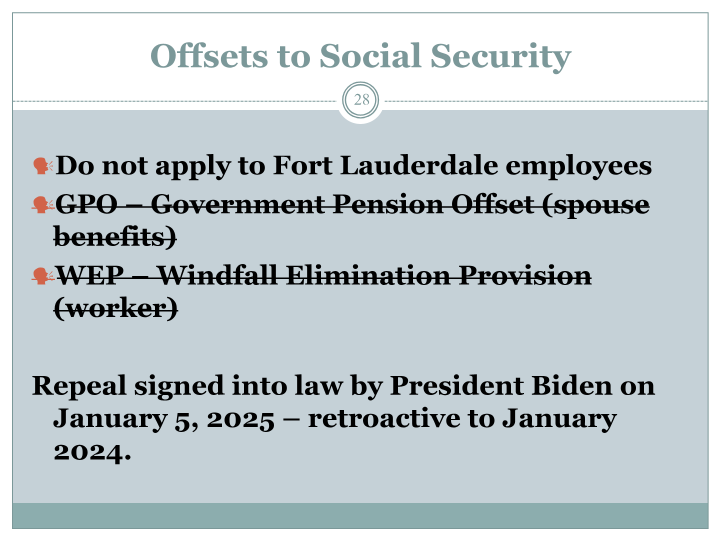 Offsets to Social Security
28
Do not apply to Fort Lauderdale employees
GPO – Government Pension Offset (spouse
benefits)
WEP – Windfall Elimination Provision
(worker)
Repeal signed into law by President Biden on
January 5, 2025 – retroactive to January
2024.